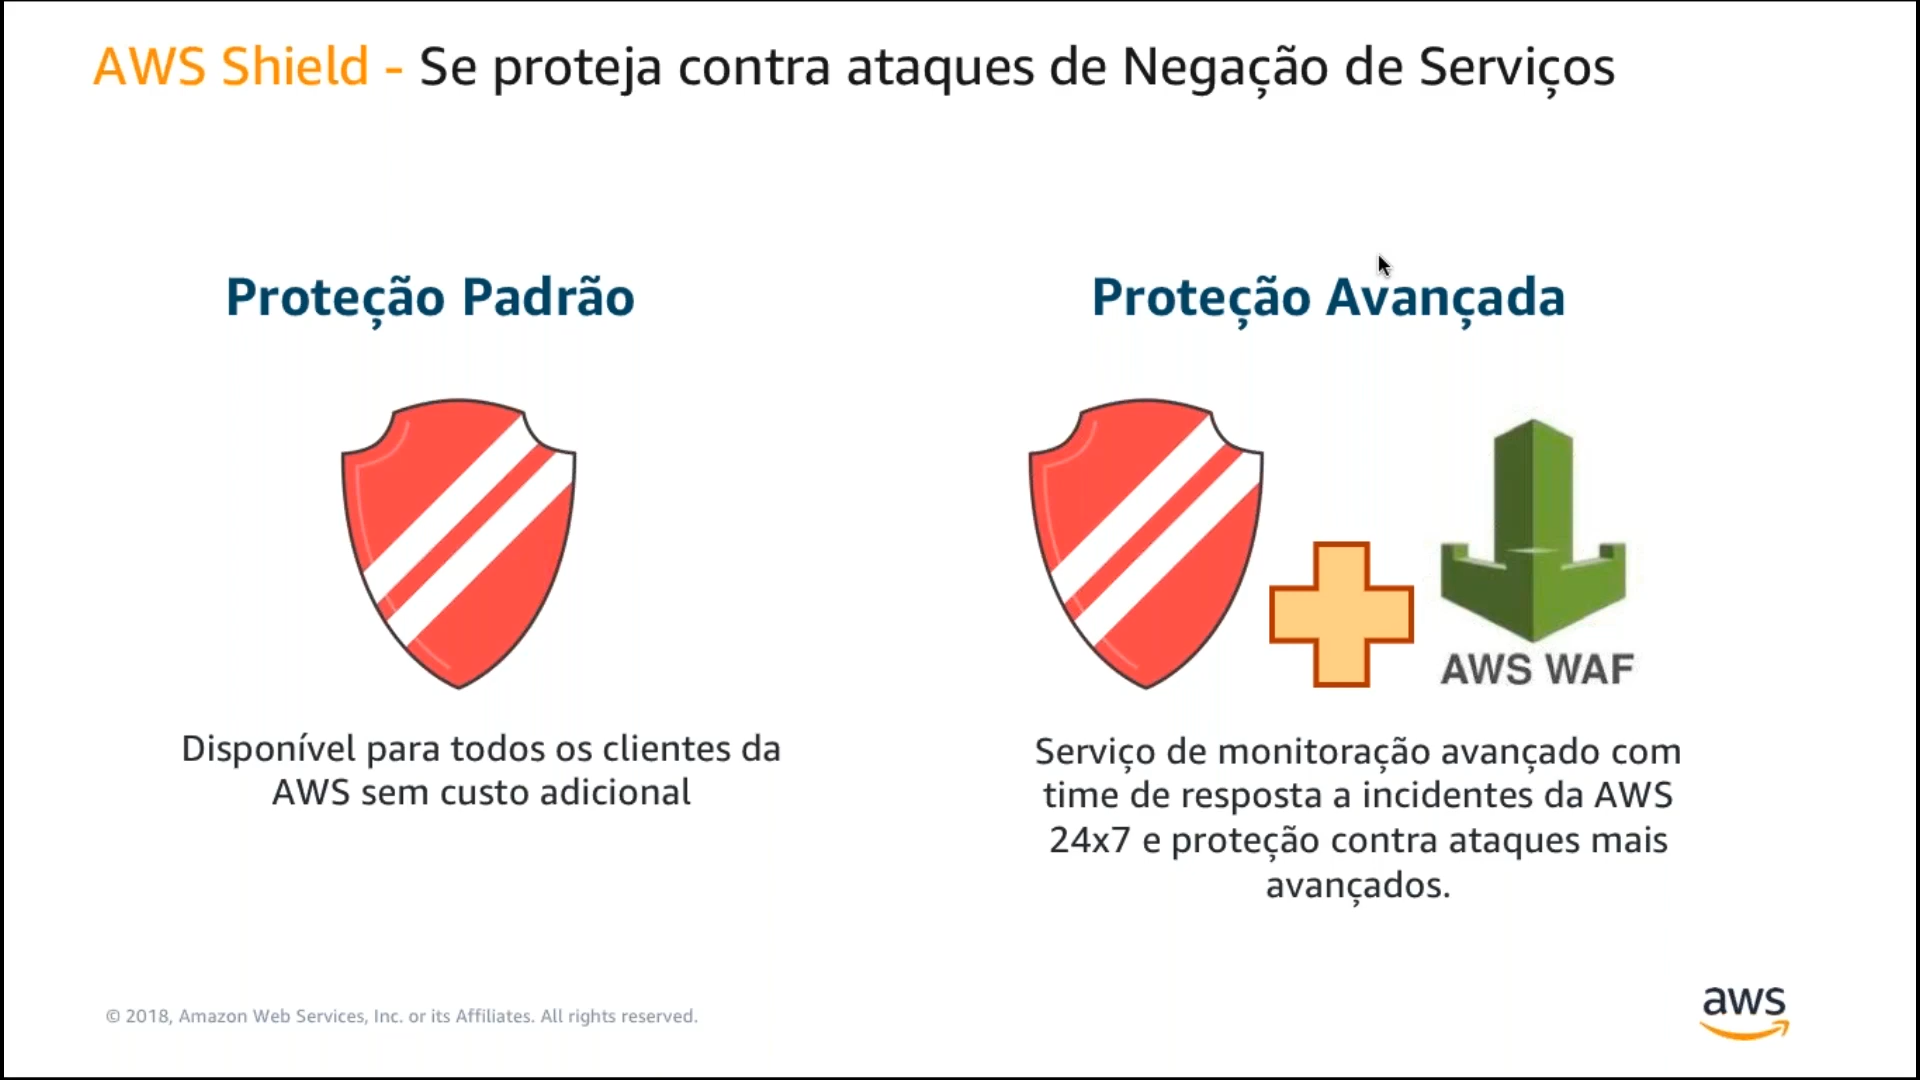 AWS Shield - Se proteja contra ataques de Negação de Serviços
Proteção Padrão
Disponível para todos os clientes da
AWS sem custo adicional
Proteção Avançada
AWS WAF
Serviço de monitoração avançado com
time de resposta a incidentes da AWS
24x7 e proteção contra ataques mais
avançados.
© 2018, Amazon Web Services, Inc. or its Affiliates. All rights reserved.
aws